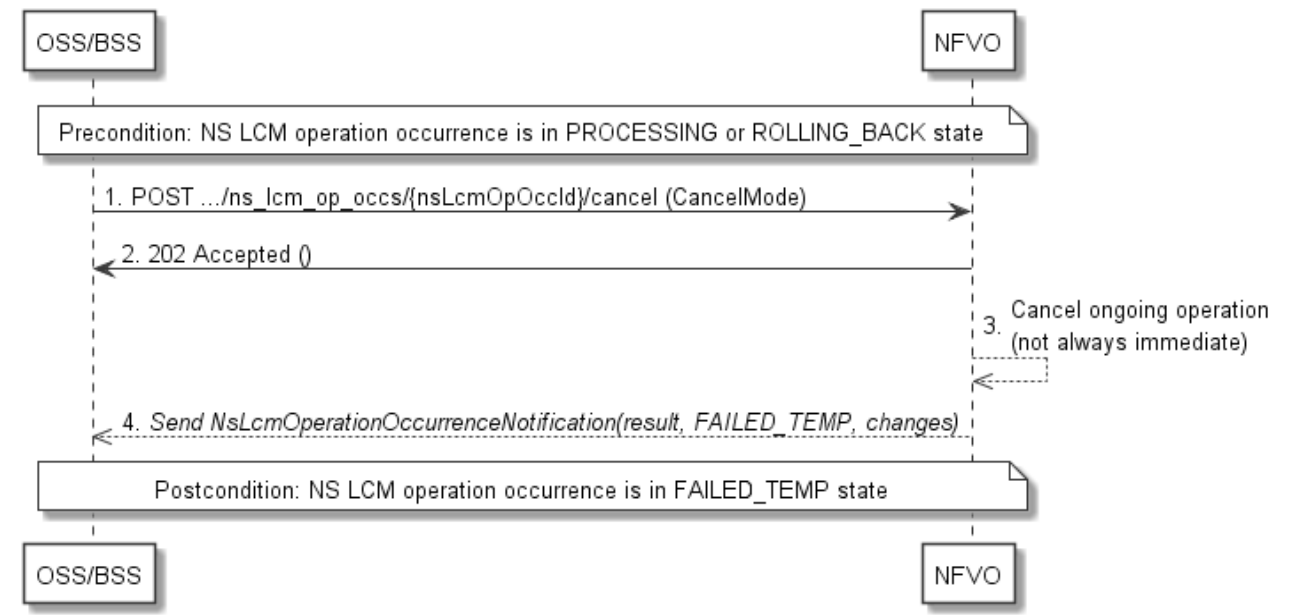 OSS/BSS
NFVO
Precondition: NS LCM operation occurrence is in PROCESSING or ROLLING_BACK state
1. POST .../ns_lcm_op_occs/{nsLcmOpOccId}/cancel (CancelMode)
2. 202 Accepted ()
3. Cancel ongoing operation
(not always immediate)
4. Send NsLcmOperationOccurrenceNotification(result, FAILED_TEMP, changes)
Postcondition: NS LCM operation occurrence is in FAILED_TEMP state
OSS/BSS
NFVO